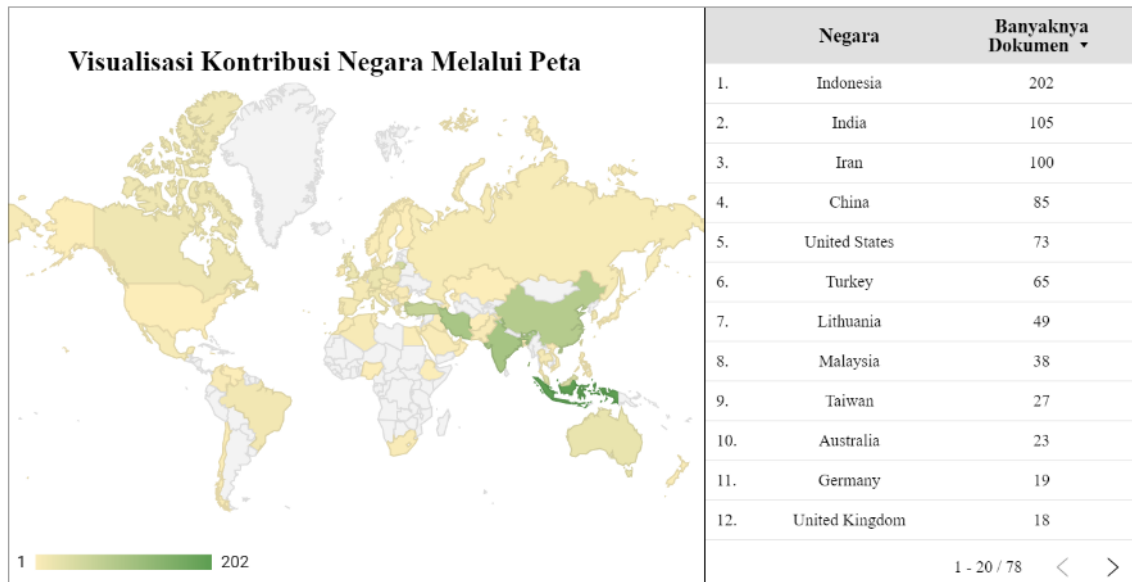 Visualisasi Kontribusi Negara Melalui Peta
1
202
Negara Banyaknya Dokumen ▼
1. Indonesia 202
2. India 105
3. Iran 100
4. China 85
5. United States 73
6. Turkey 65
7. Lithuania 49
8. Malaysia 38
9. Taiwan 27
10. Australia 23
11. Germany 19
12. United Kingdom 18
1 - 20 / 78 < >